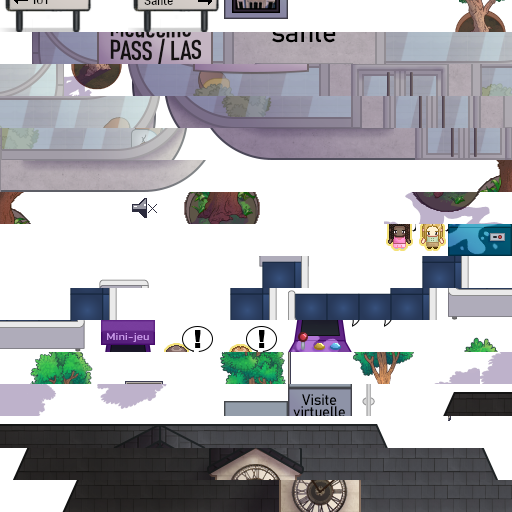 Santé
Médecine
PASS / LAS
Santé
Mini-jeu
!
!
Visite
virtuelle